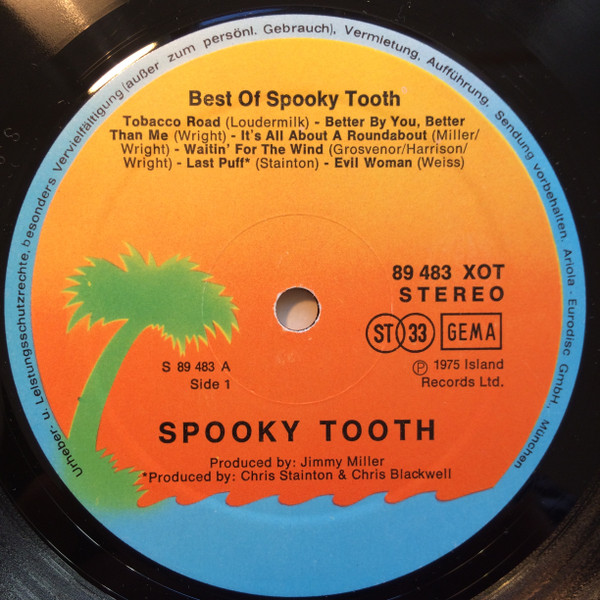 Urheber- u. Leistungsschutzrechte, besonders Vervielfältigung (außer zum persönl. Gebrauch), Vermietung, Aufführung, Sendung vorbehalten. Ariola - Eurodisc GmbH., München
Best Of Spooky Tooth
Tobacco Road (Loudermilk) - Better By You, Better
Than Me (Wright) - It's All About A Roundabout (Miller/
Wright) - Waitin' For The Wind (Grosvenor/Harrison/
Wright) - Last Puff* (Stainton) - Evil Woman (Weiss)
89 483 XOT
STEREO
ST 33 GEMA
S 89 483 A
Side 1
Ⓟ 1975 Island
Records Ltd.
SPOOKY TOOTH
Produced by: Jimmy Miller
*Produced by: Chris Stainton & Chris Blackwell